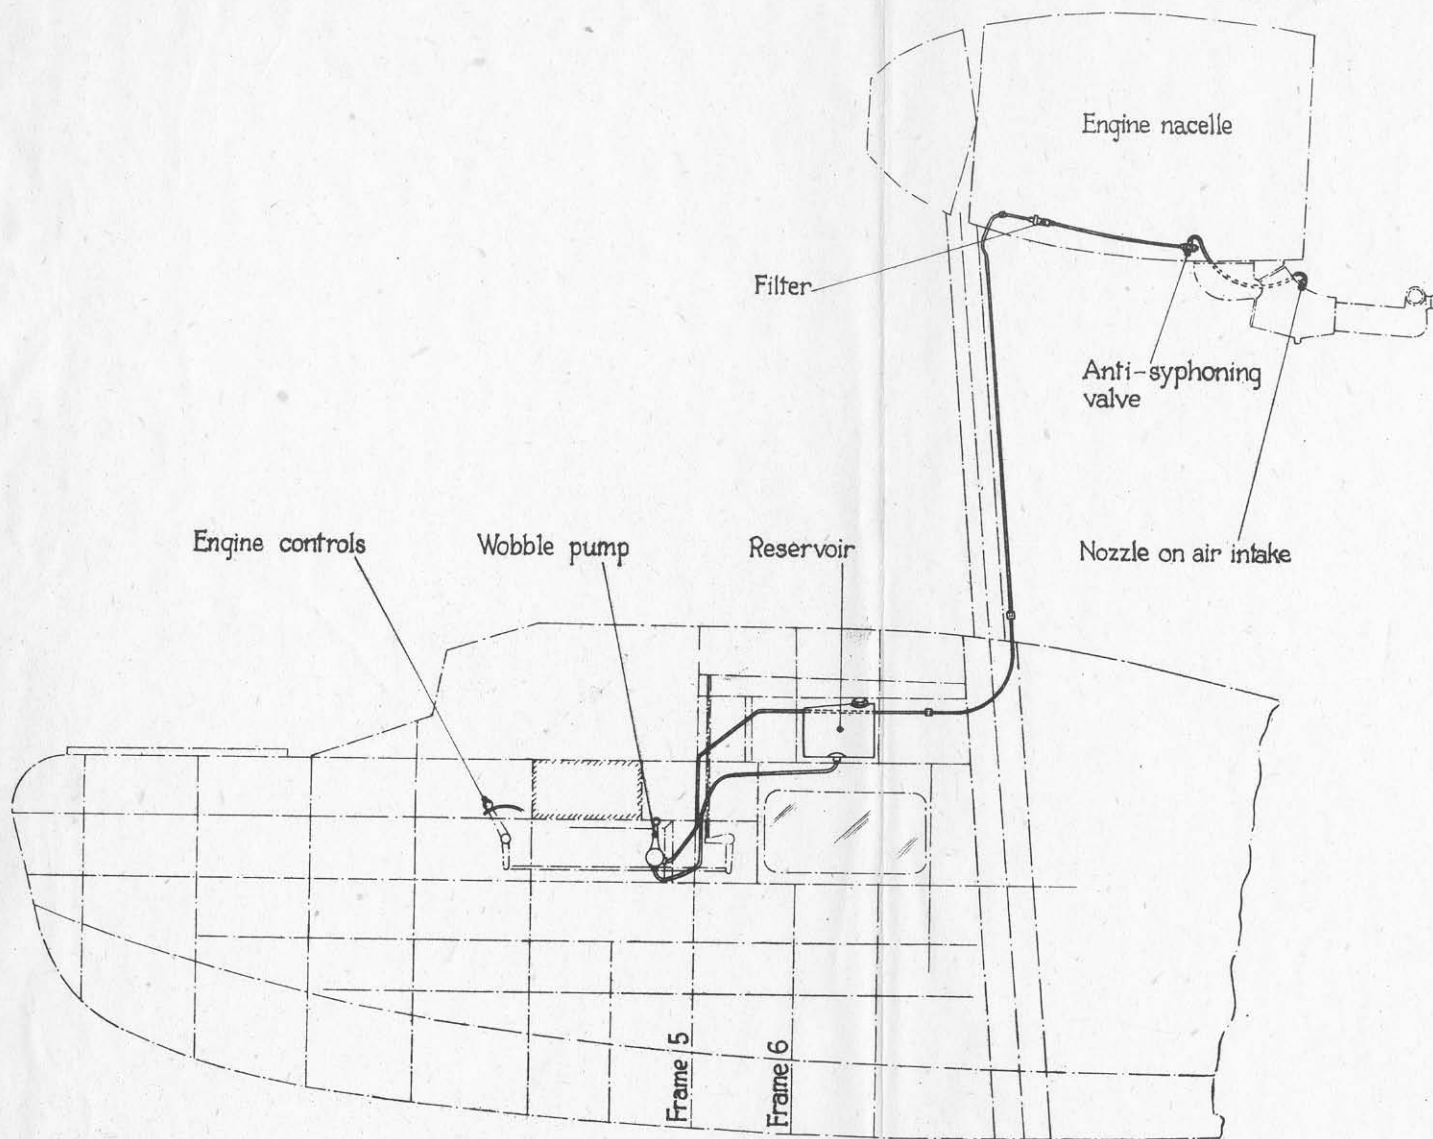 Engine nacelle
Filter
Anti-syphoning
valve
Engine controls
Wobble pump
Reservoir
Nozzle on air intake
Frame 5
Frame 6